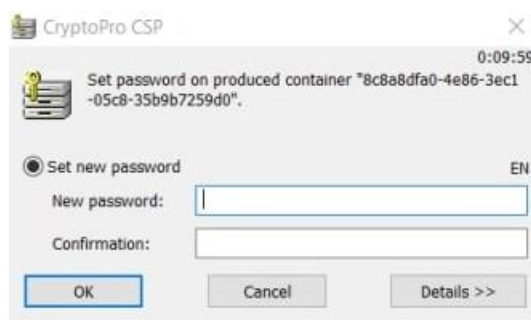 CryptoPro CSP
0:09:59
Set password on produced container "8c8a8dfa0-4e86-3ec1
-05c8-35b9b7259d0".
Set new password
EN
New password:
Confirmation:
OK
Cancel
Details >>